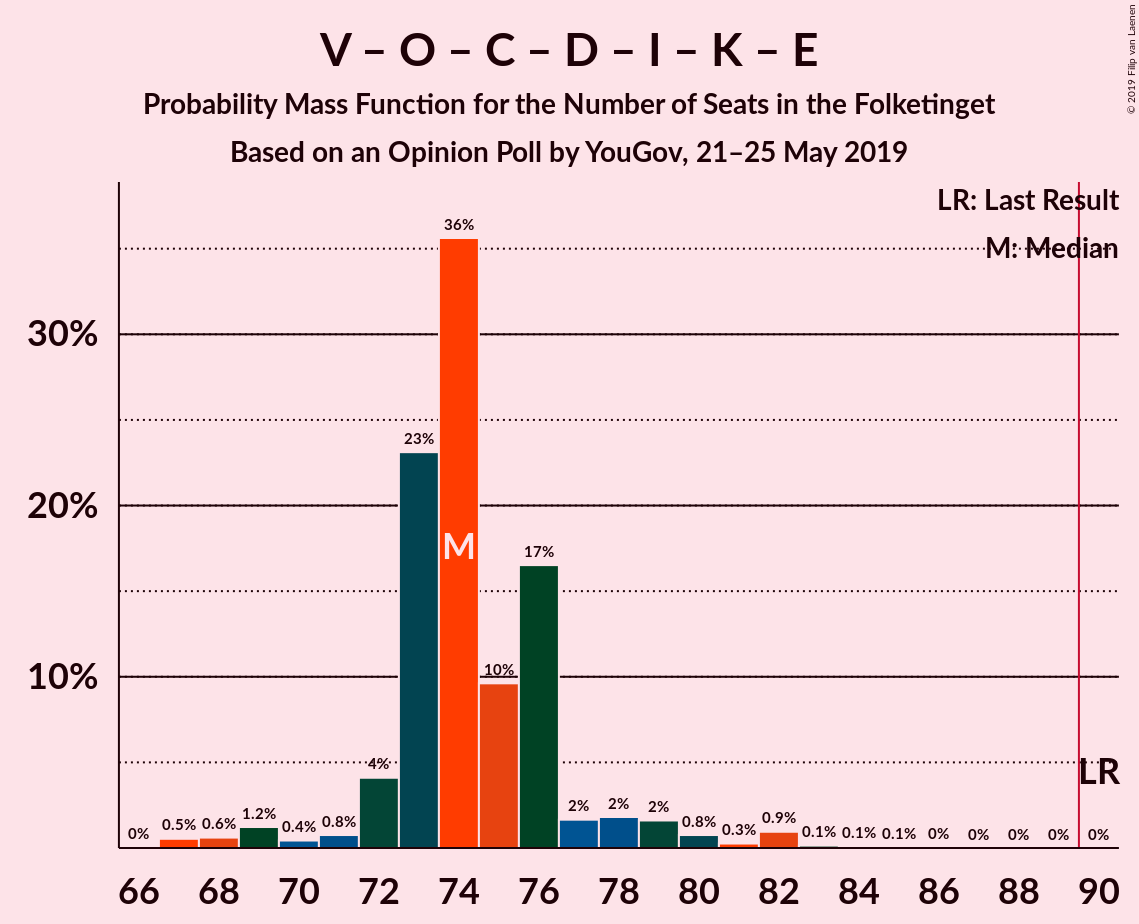 V – O – C – D – I – K – E
Probability Mass Function for the Number of Seats in the Folketinget
Based on an Opinion Poll by YouGov, 21–25 May 2019
© 2019 Filip van Laenen
LR: Last Result
M: Median
30%
20%
10%
0% 0.5% 0.6% 1.2% 0.4% 0.8% 4% 23% 36% 10% 17% 2% 2% 2% 0.8% 0.3% 0.9% 0.1% 0.1% 0.1% 0% 0% 0% 0% 0%
M
LR
66 68 70 72 74 76 78 80 82 84 86 88 90